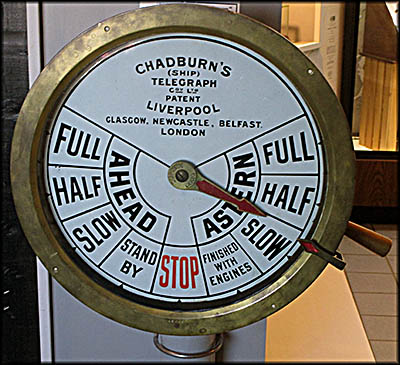 CHADBURN'S
(SHIP)
TELEGRAPH
Cºʸ Lᵀᴰ
PATENT
LIVERPOOL
GLASGOW, NEWCASTLE, BELFAST.
LONDON
FULL
HALF
SLOW
AHEAD
STAND
BY
STOP
FINISHED
WITH
ENGINES
ASTERN
SLOW
HALF
FULL